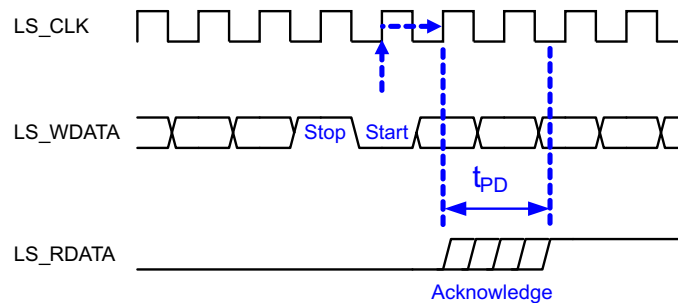 LS_CLK
LS_WDATA
Stop
Start
tPD
LS_RDATA
Acknowledge